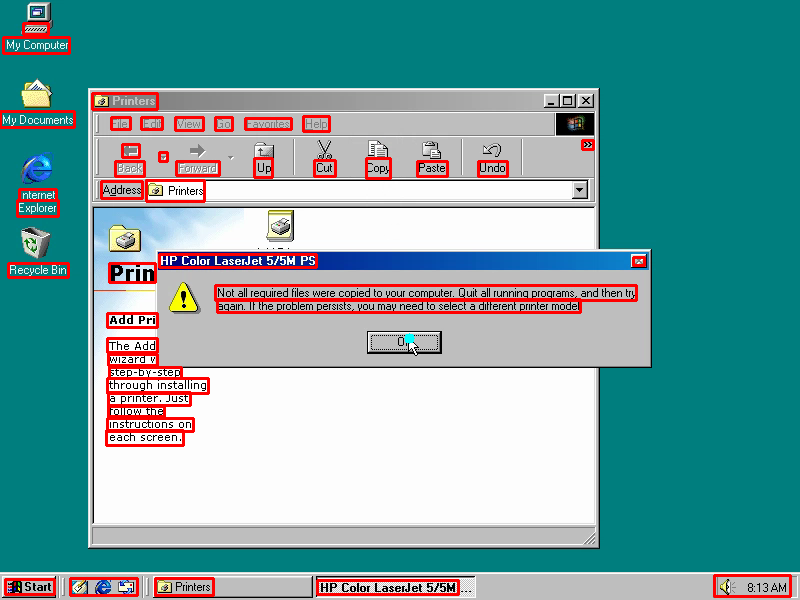 My Computer
My Documents
Internet
Explorer
Recycle Bin
Printers
File Edit View Go Favorites Help
Back Forward Up Cut Copy Paste Undo
Address Printers
Prin
Add Pri
The Add
wizard
step-by-step
through installing
a printer. Just
follow the
instructions on
each screen.
HP Color LaserJet 5/5M PS
Not all required files were copied to your computer. Quit all running programs, and then try
again. If the problem persists, you may need to select a different printer model
Start Printers HP Color LaserJet 5/5M... 8:13 AM